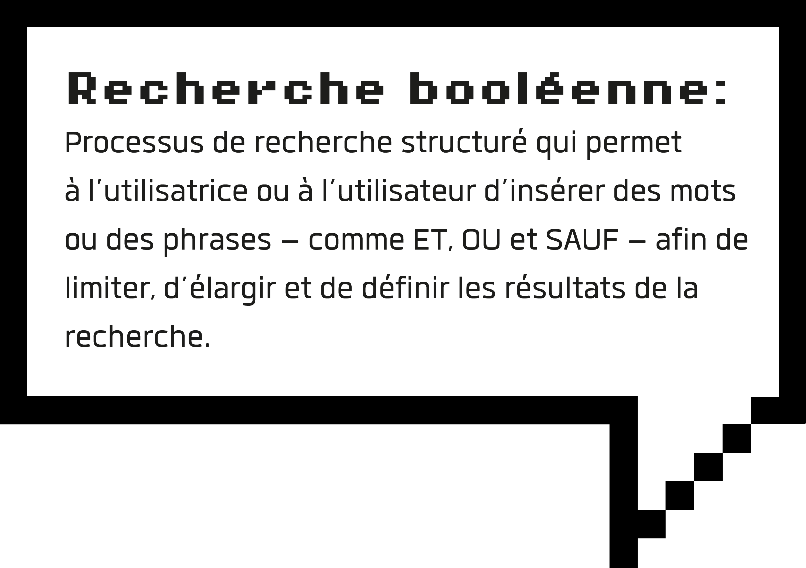 Recherche booléenne:
Processus de recherche structuré qui permet
à l'utilisatrice ou à l'utilisateur d'insérer des mots
ou des phrases – comme ET, OU et SAUF – afin de
limiter, d'élargir et de définir les résultats de la
recherche.